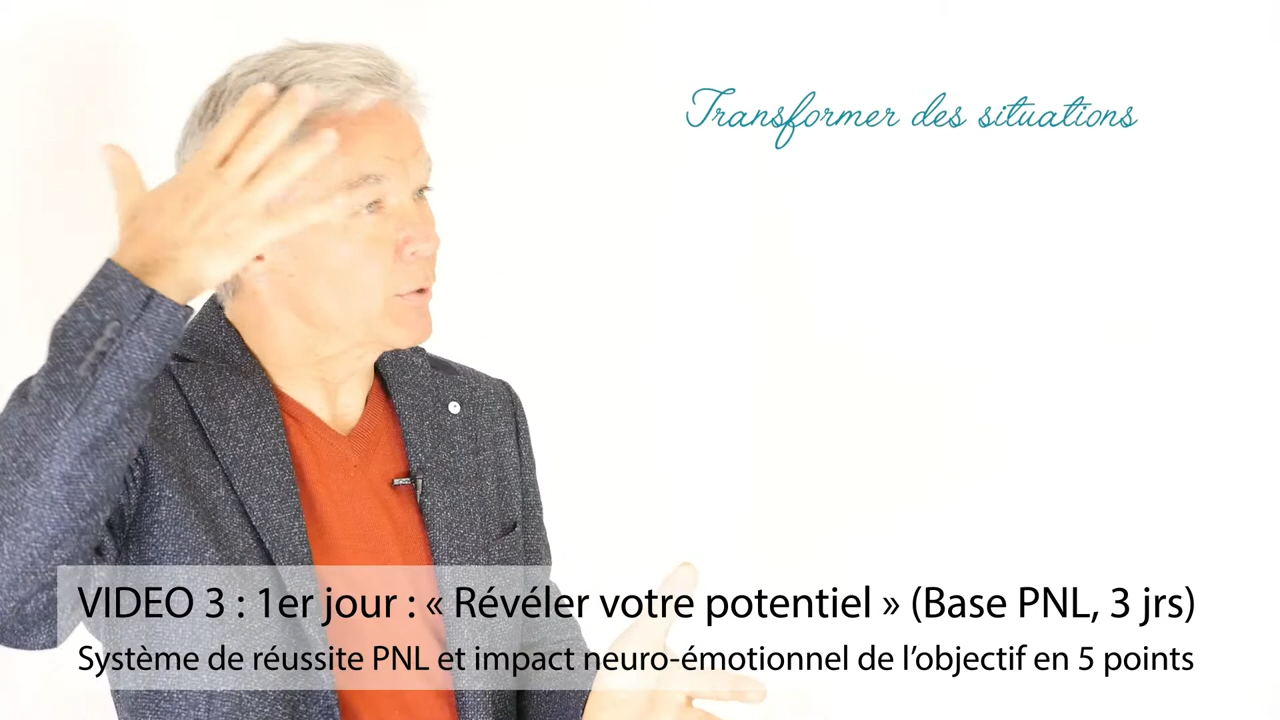 Transformer des situations
VIDEO 3 : 1er jour : « Révéler votre potentiel » (Base PNL, 3 jrs)
Système de réussite PNL et impact neuro-émotionnel de l’objectif en 5 points